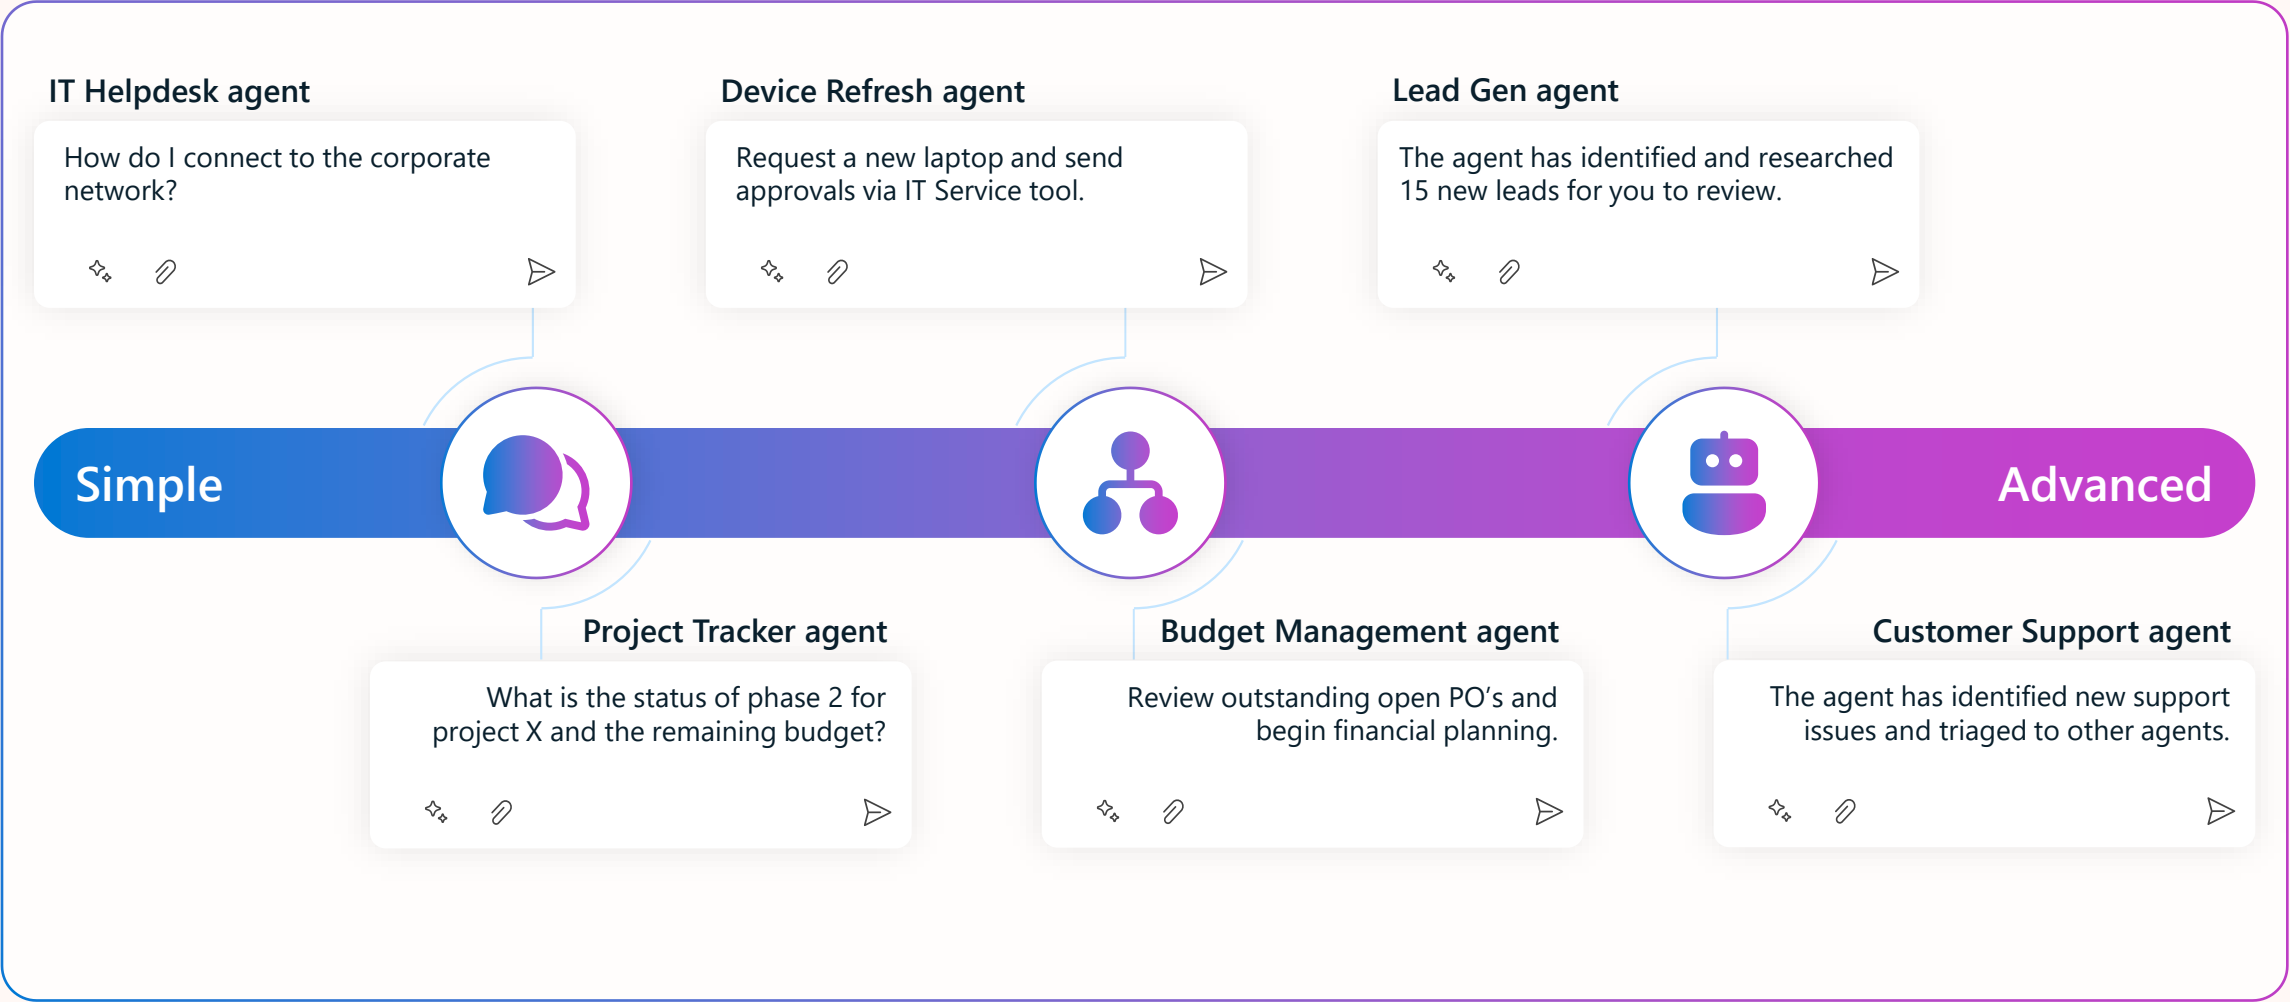 IT Helpdesk agent
How do I connect to the corporate
network?
Device Refresh agent
Request a new laptop and send
approvals via IT Service tool.
Lead Gen agent
The agent has identified and researched
15 new leads for you to review.
Simple
Advanced
Project Tracker agent
What is the status of phase 2 for
project X and the remaining budget?
Budget Management agent
Review outstanding open PO’s and
begin financial planning.
Customer Support agent
The agent has identified new support
issues and triaged to other agents.